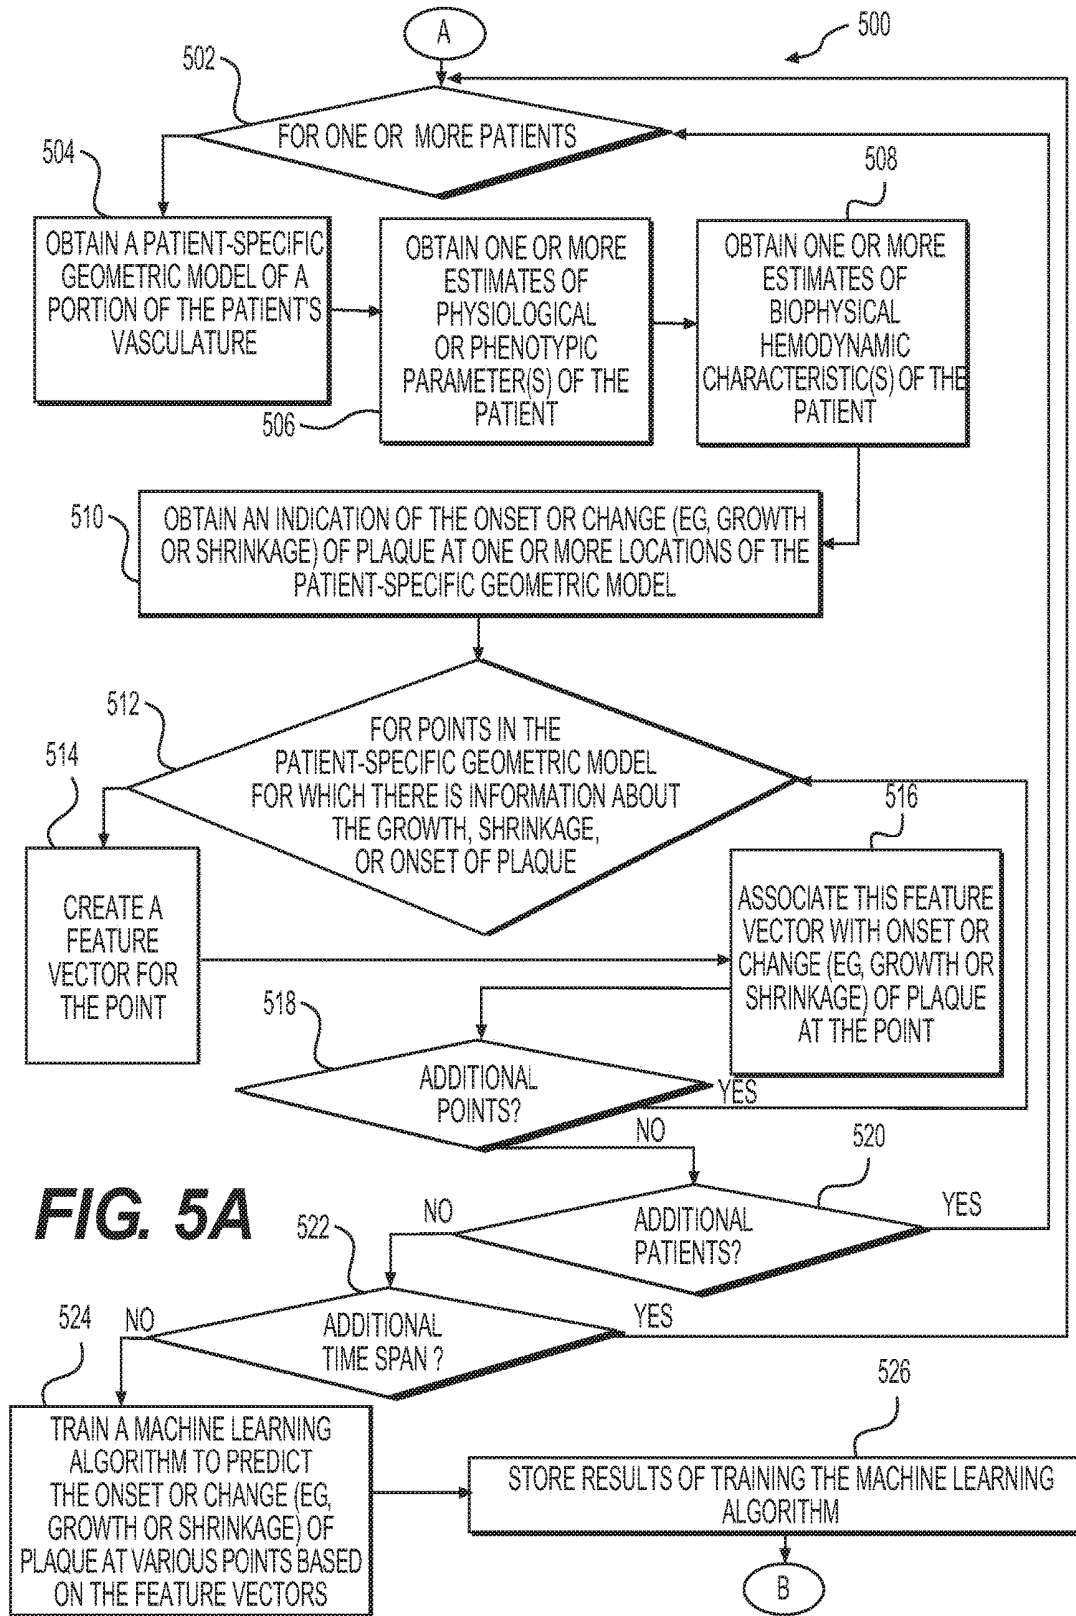 A
500
502
FOR ONE OR MORE PATIENTS
504
OBTAIN A PATIENT-SPECIFIC
GEOMETRIC MODEL OF A
PORTION OF THE PATIENT'S
VASCULATURE
506
OBTAIN ONE OR MORE
ESTIMATES OF
PHYSIOLOGICAL
OR PHENOTYPIC
PARAMETER(S) OF THE
PATIENT
508
OBTAIN ONE OR MORE
ESTIMATES OF
BIOPHYSICAL
HEMODYNAMIC
CHARACTERISTIC(S) OF THE
PATIENT
510
OBTAIN AN INDICATION OF THE ONSET OR CHANGE (EG, GROWTH
OR SHRINKAGE) OF PLAQUE AT ONE OR MORE LOCATIONS OF THE
PATIENT-SPECIFIC GEOMETRIC MODEL
512
FOR POINTS IN THE
PATIENT-SPECIFIC GEOMETRIC MODEL
FOR WHICH THERE IS INFORMATION ABOUT
THE GROWTH, SHRINKAGE,
OR ONSET OF PLAQUE
514
CREATE A
FEATURE
VECTOR FOR
THE POINT
516
ASSOCIATE THIS FEATURE
VECTOR WITH ONSET OR
CHANGE (EG, GROWTH OR
SHRINKAGE) OF PLAQUE
AT THE POINT
518
ADDITIONAL
POINTS?
YES
NO
520
ADDITIONAL
PATIENTS?
YES
NO
FIG. 5A
522
ADDITIONAL
TIME SPAN ?
YES
NO
524
TRAIN A MACHINE LEARNING
ALGORITHM TO PREDICT
THE ONSET OR CHANGE (EG,
GROWTH OR SHRINKAGE) OF
PLAQUE AT VARIOUS POINTS BASED
ON THE FEATURE VECTORS
526
STORE RESULTS OF TRAINING THE MACHINE LEARNING
ALGORITHM
B